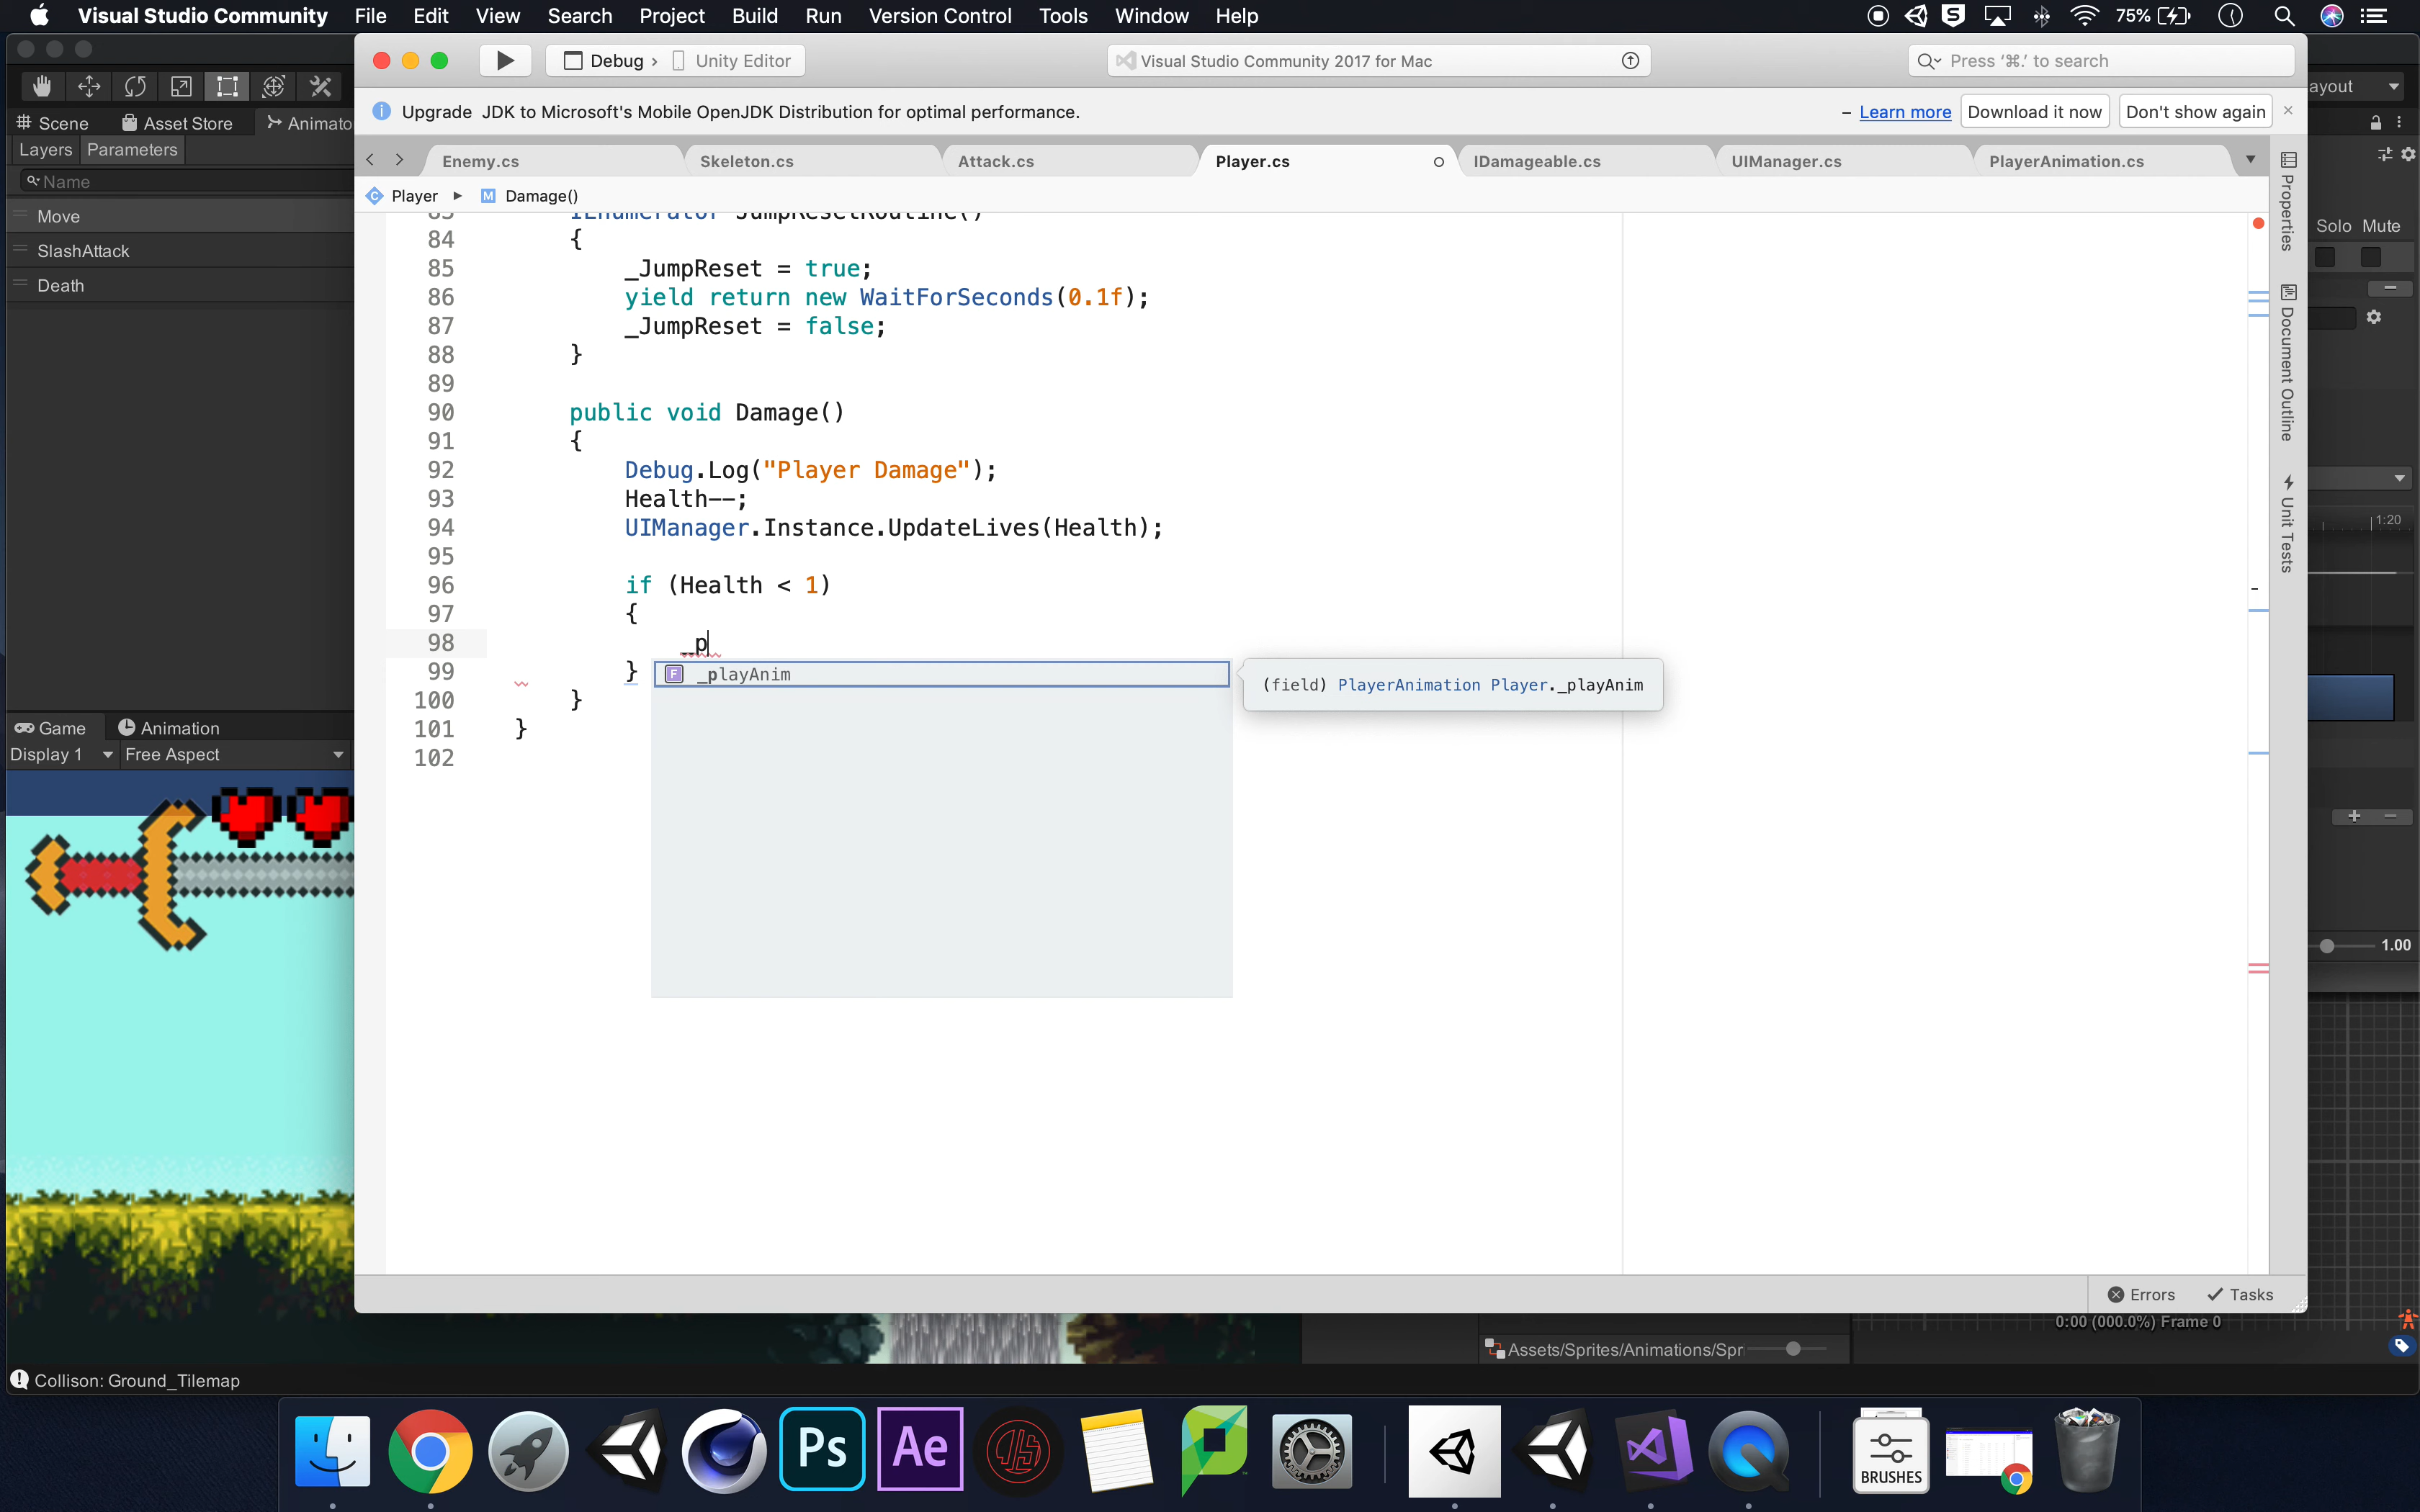 Visual Studio Community File Edit View Search Project Build Run Version Control Tools Window Help 75%
Debug › Unity Editor
Visual Studio Community 2017 for Mac
Press ‘⌘.’ to search
Upgrade JDK to Microsoft's Mobile OpenJDK Distribution for optimal performance.
– Learn more Download it now Don't show again ×
Scene Asset Store Animato
ayout
Layers Parameters
Name
Move
SlashAttack
Death
Enemy.cs Skeleton.cs Attack.cs Player.cs IDamageable.cs UIManager.cs PlayerAnimation.cs
Player ▸ M Damage()
83 IEnumerator JumpResetRoutine()
84 {
85 _JumpReset = true;
86 yield return new WaitForSeconds(0.1f);
87 _JumpReset = false;
88 }
89
90 public void Damage()
91 {
92 Debug.Log("Player Damage");
93 Health--;
94 UIManager.Instance.UpdateLives(Health);
95
96 if (Health < 1)
97 {
98 _p
99 }
100 }
101 }
102
F _playAnim
(field) PlayerAnimation Player._playAnim
Properties
Document Outline
Unit Tests
Solo Mute
1:20
1.00
Errors Tasks
Game Animation
Display 1 Free Aspect
0:00 (000.0%) Frame 0
Assets/Sprites/Animations/Spr
Collison: Ground_Tilemap
Ps
Ae
BRUSHES